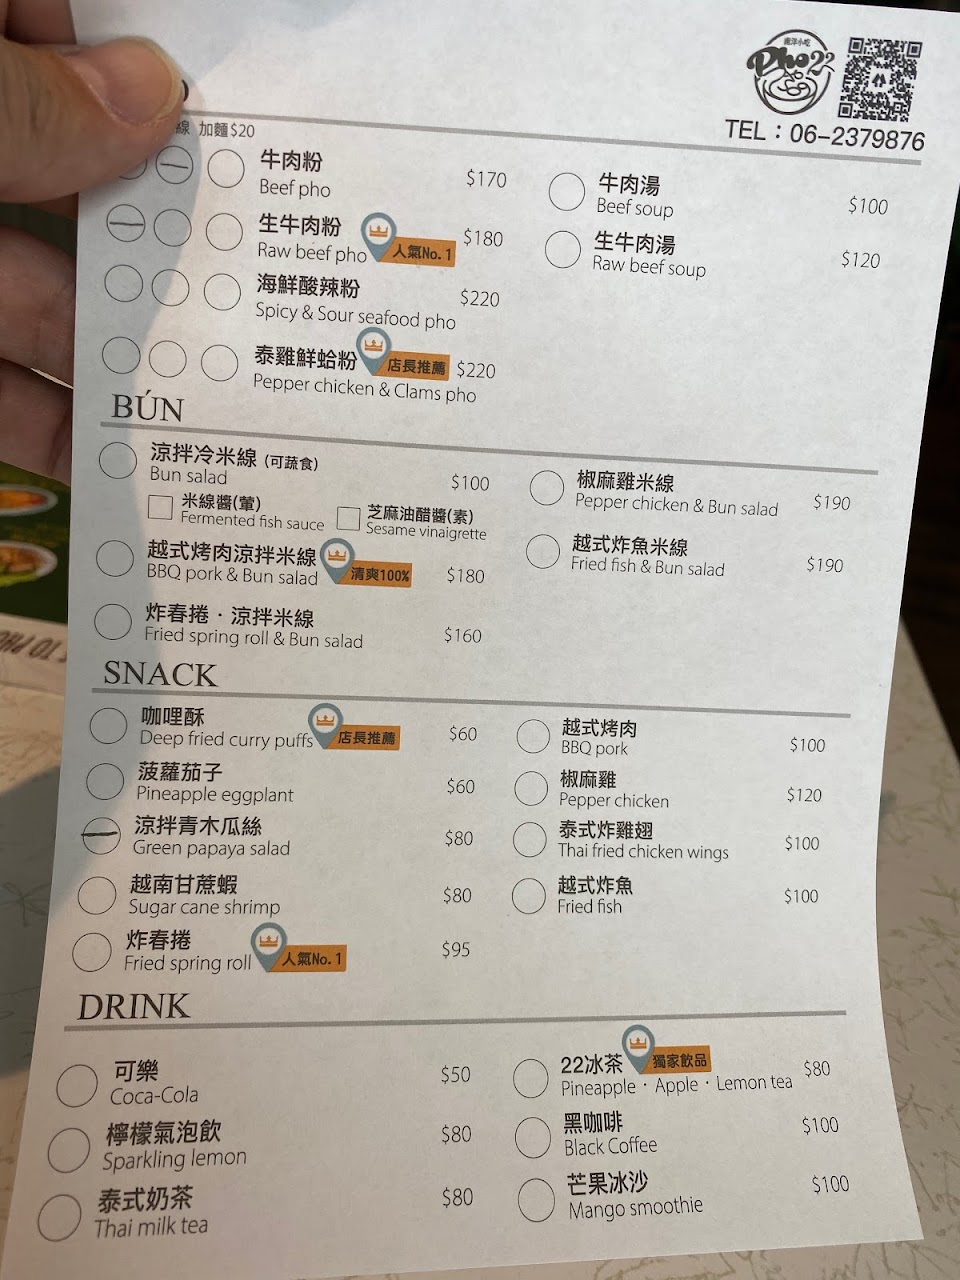 南洋小吃
Pho22
TEL：06-2379876
線 加麵$20
牛肉粉
Beef pho
$170
生牛肉粉
Raw beef pho
人氣No.1
$180
海鮮酸辣粉
Spicy & Sour seafood pho
$220
泰雞鮮蛤粉
Pepper chicken & Clams pho
店長推薦
$220
牛肉湯
Beef soup
$100
生牛肉湯
Raw beef soup
$120
BÚN
涼拌冷米線 (可蔬食)
Bun salad
$100
米線醬(葷)
Fermented fish sauce
芝麻油醋醬(素)
Sesame vinaigrette
越式烤肉涼拌米線
BBQ pork & Bun salad
清爽100%
$180
炸春捲・涼拌米線
Fried spring roll & Bun salad
$160
椒麻雞米線
Pepper chicken & Bun salad
$190
越式炸魚米線
Fried fish & Bun salad
$190
SNACK
咖哩酥
Deep fried curry puffs
店長推薦
$60
菠蘿茄子
Pineapple eggplant
$60
涼拌青木瓜絲
Green papaya salad
$80
越南甘蔗蝦
Sugar cane shrimp
$80
炸春捲
Fried spring roll
人氣No.1
$95
越式烤肉
BBQ pork
$100
椒麻雞
Pepper chicken
$120
泰式炸雞翅
Thai fried chicken wings
$100
越式炸魚
Fried fish
$100
DRINK
可樂
Coca-Cola
$50
檸檬氣泡飲
Sparkling lemon
$80
泰式奶茶
Thai milk tea
$80
22冰茶
Pineapple・Apple・Lemon tea
獨家飲品
$80
黑咖啡
Black Coffee
$100
芒果冰沙
Mango smoothie
$100